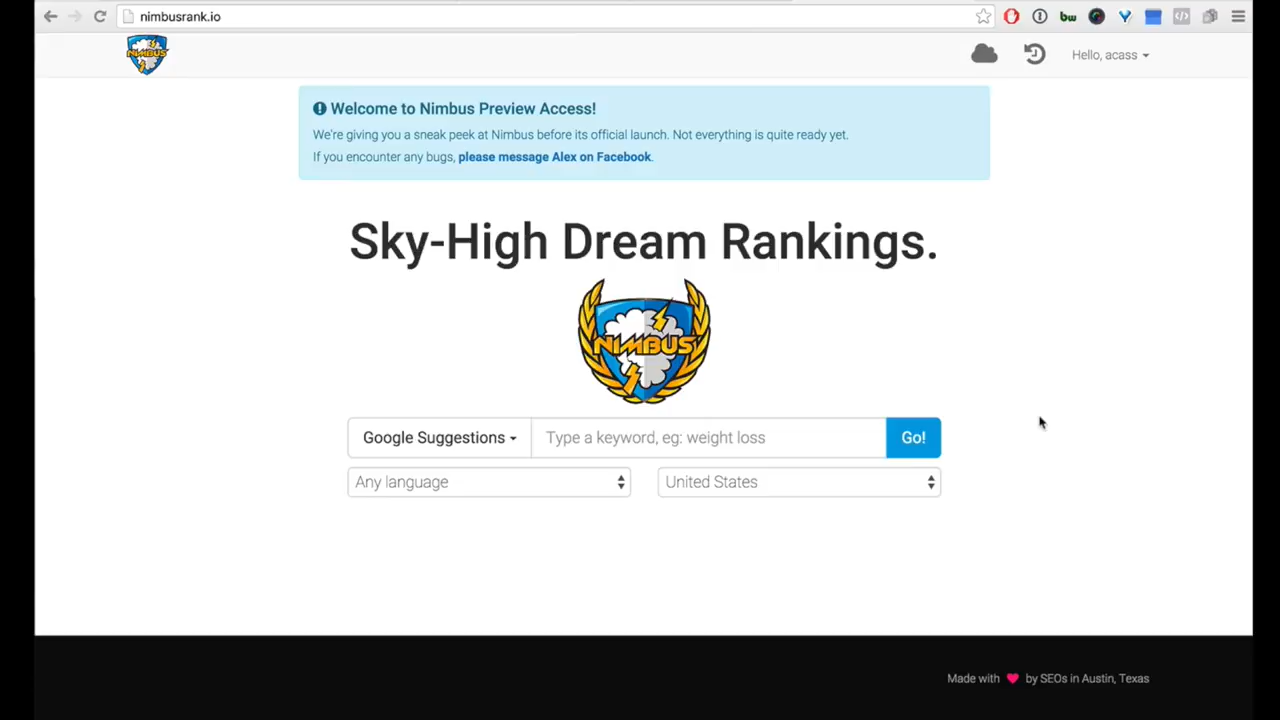 nimbusrank.io
NIMBUS
Hello, acass
Welcome to Nimbus Preview Access!
We're giving you a sneak peek at Nimbus before its official launch. Not everything is quite ready yet.
If you encounter any bugs, please message Alex on Facebook.
Sky-High Dream Rankings.
NIMBUS
Google Suggestions Type a keyword, eg: weight loss Go!
Any language United States
Made with by SEOs in Austin, Texas